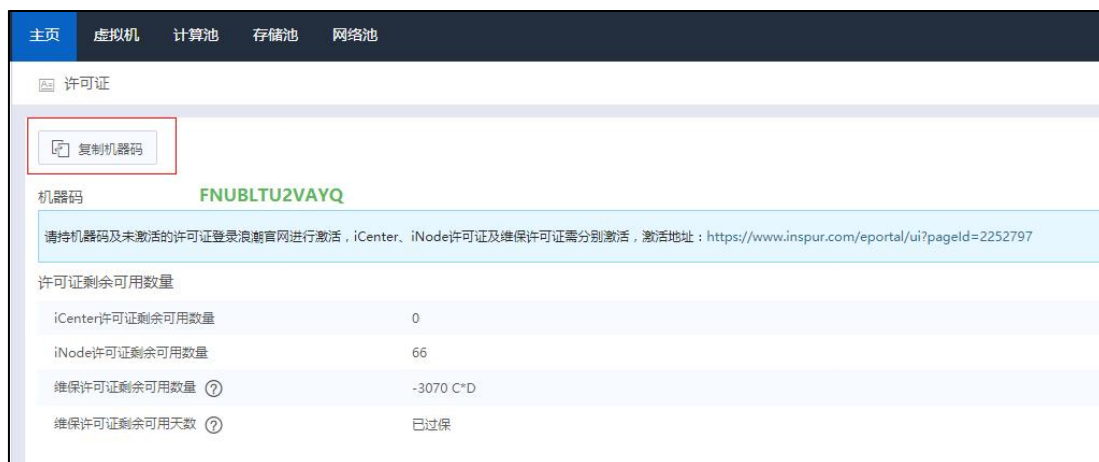 主页 虚拟机 计算池 存储池 网络池
许可证
复制机器码
机器码 FNUBLTU2VAYQ
请持机器码及未激活的许可证登录浪潮官网进行激活，iCenter、iNode许可证及维保许可证需分别激活，激活地址：https://www.inspur.com/eportal/ui?pageId=2252797
许可证剩余可用数量
iCenter许可证剩余可用数量 0
iNode许可证剩余可用数量 66
维保许可证剩余可用数量 ? -3070 C*D
维保许可证剩余可用天数 ? 已过保